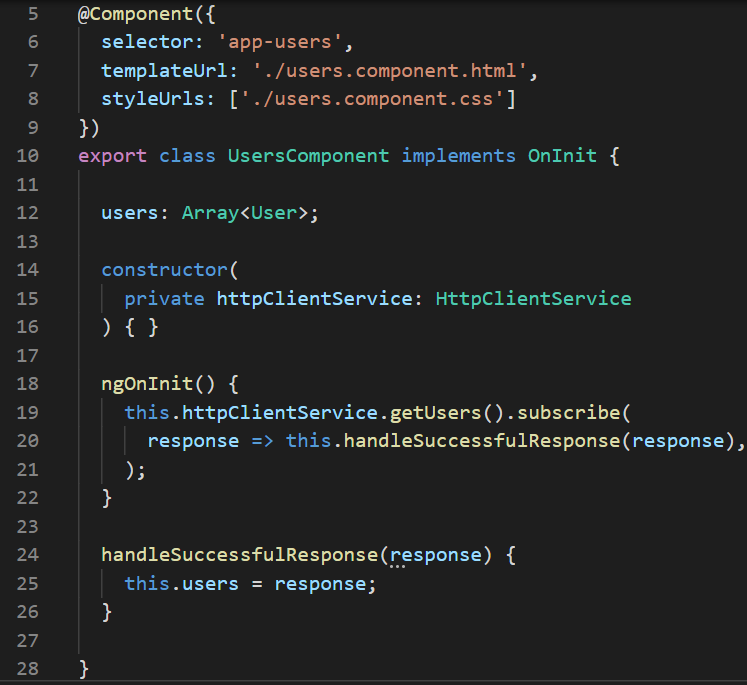 5 @Component({
6 selector: 'app-users',
7 templateUrl: './users.component.html',
8 styleUrls: ['./users.component.css']
9 })
10 export class UsersComponent implements OnInit {
11
12 users: Array<User>;
13
14 constructor(
15 private httpClientService: HttpClientService
16 ) { }
17
18 ngOnInit() {
19 this.httpClientService.getUsers().subscribe(
20 response => this.handleSuccessfulResponse(response),
21 );
22 }
23
24 handleSuccessfulResponse(response) {
25 this.users = response;
26 }
27
28 }